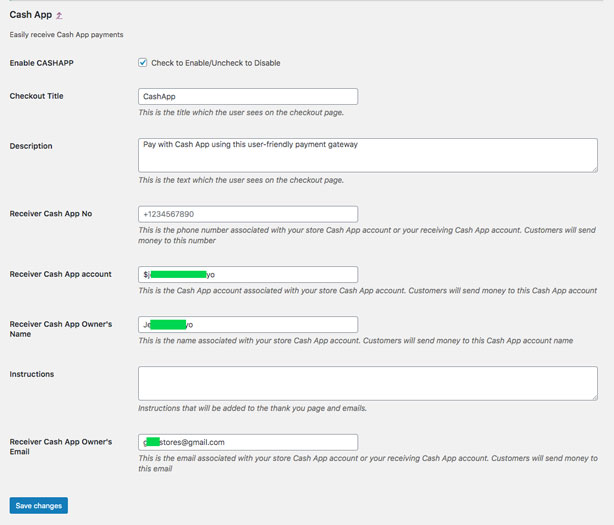 Cash App
Easily receive Cash App payments
Enable CASHAPP
Check to Enable/Uncheck to Disable
Checkout Title
CashApp
This is the title which the user sees on the checkout page.
Description
Pay with Cash App using this user-friendly payment gateway
This is the text which the user sees on the checkout page.
Receiver Cash App No
+1234567890
This is the phone number associated with your store Cash App account or your receiving Cash App account. Customers will send
money to this number
Receiver Cash App account
$j yo
This is the Cash App account associated with your store Cash App account. Customers will send money to this Cash App account
Receiver Cash App Owner's
Name
Je yo
This is the name associated with your store Cash App account. Customers will send money to this Cash App account name
Instructions
Instructions that will be added to the thank you page and emails.
Receiver Cash App Owner's
Email
g stores@gmail.com
This is the email associated with your store Cash App account or your receiving Cash App account. Customers will send money to
this email
Save changes